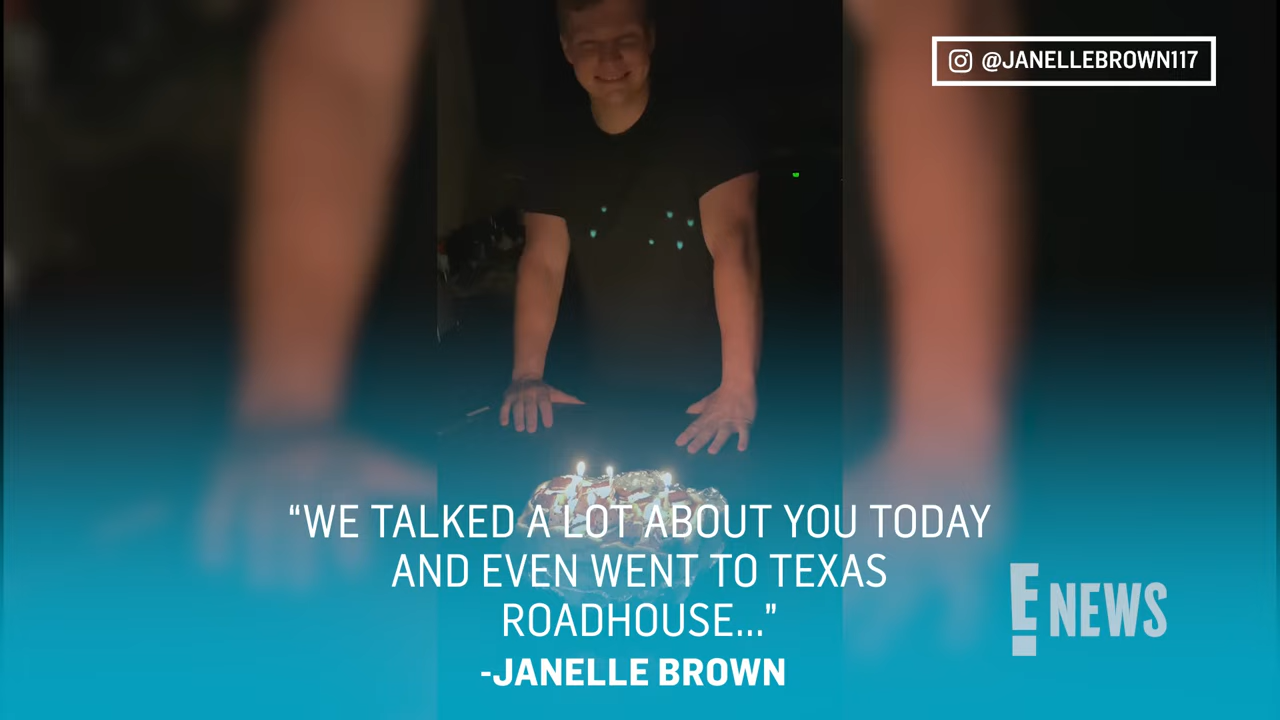 @JANELLEBROWN117
“WE TALKED A LOT ABOUT YOU TODAY
AND EVEN WENT TO TEXAS
ROADHOUSE...”
-JANELLE BROWN
E! NEWS